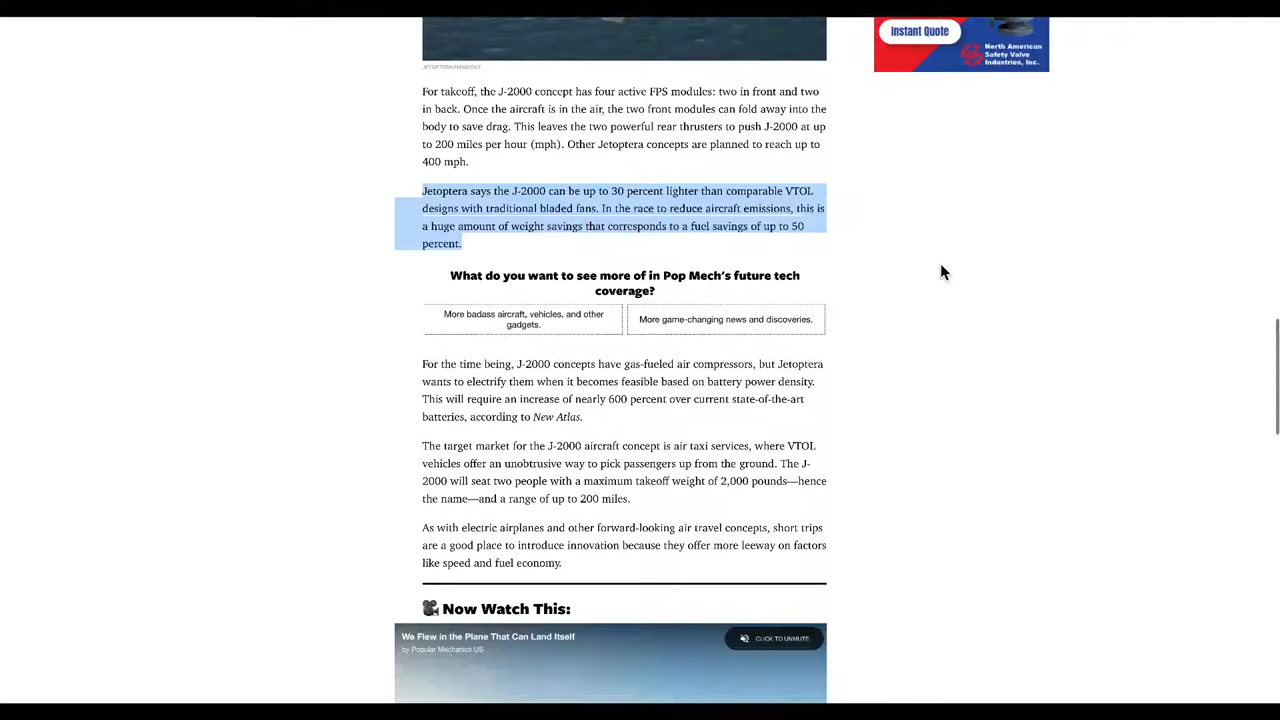 Instant Quote
North American
Safety Valve
Industries, Inc.
JETOPTERA/HANDOUT
For takeoff, the J-2000 concept has four active FPS modules: two in front and two
in back. Once the aircraft is in the air, the two front modules can fold away into the
body to save drag. This leaves the two powerful rear thrusters to push J-2000 at up
to 200 miles per hour (mph). Other Jetoptera concepts are planned to reach up to
400 mph.
Jetoptera says the J-2000 can be up to 30 percent lighter than comparable VTOL
designs with traditional bladed fans. In the race to reduce aircraft emissions, this is
a huge amount of weight savings that corresponds to a fuel savings of up to 50
percent.
What do you want to see more of in Pop Mech's future tech
coverage?
More badass aircraft, vehicles, and other
gadgets.
More game-changing news and discoveries.
For the time being, J-2000 concepts have gas-fueled air compressors, but Jetoptera
wants to electrify them when it becomes feasible based on battery power density.
This will require an increase of nearly 600 percent over current state-of-the-art
batteries, according to New Atlas.
The target market for the J-2000 aircraft concept is air taxi services, where VTOL
vehicles offer an unobtrusive way to pick passengers up from the ground. The J-
2000 will seat two people with a maximum takeoff weight of 2,000 pounds—hence
the name—and a range of up to 200 miles.
As with electric airplanes and other forward-looking air travel concepts, short trips
are a good place to introduce innovation because they offer more leeway on factors
like speed and fuel economy.
Now Watch This:
We Flew in the Plane That Can Land Itself
by Popular Mechanics US
CLICK TO UNMUTE